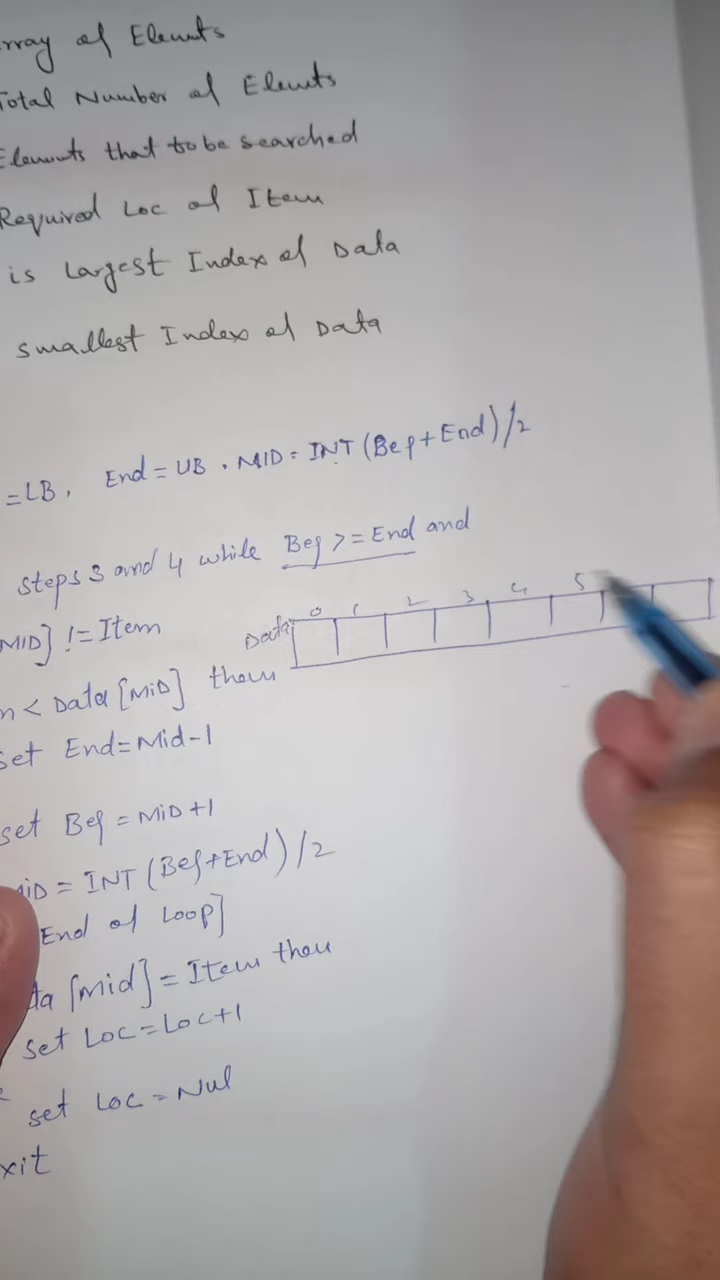 rray of Elemnts
Total Number of Elemnts
Elements that to be searched
Required Loc of Item
is Largest Index of Data
smallest Index of Data
=LB, End=UB. MID=INT(Beg+End)/2
steps 3 and 4 while Beg>=End and
MID] != Item
Data 0 1 2 3 4 5
m < Data [MID] then
set End=Mid-1
set Beg=MID+1
MID=INT(Beg+End)/2
End of Loop]
ta [Mid]=Item then
set Loc=Loc+1
set Loc=Nul
xit